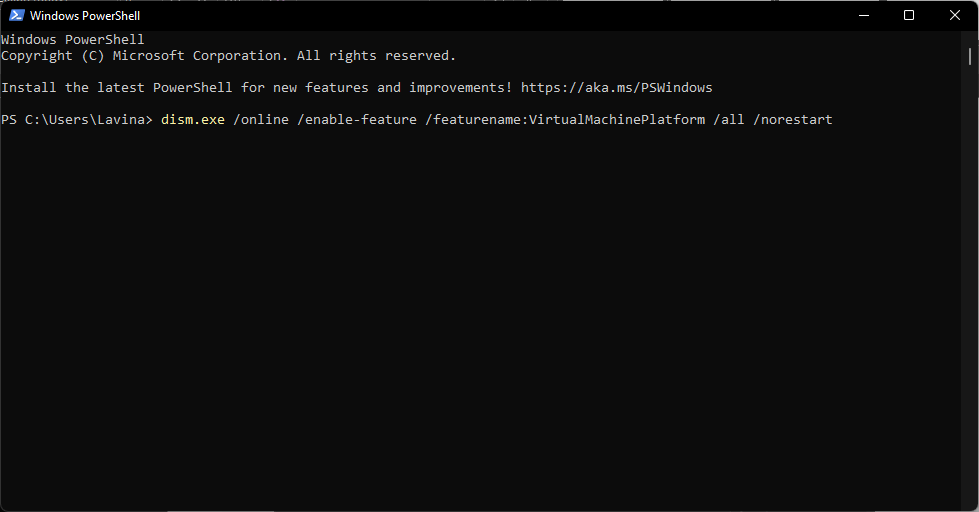 Windows PowerShell
Windows PowerShell
Copyright (C) Microsoft Corporation. All rights reserved.
Install the latest PowerShell for new features and improvements! https://aka.ms/PSWindows
PS C:\Users\Lavina> dism.exe /online /enable-feature /featurename:VirtualMachinePlatform /all /norestart